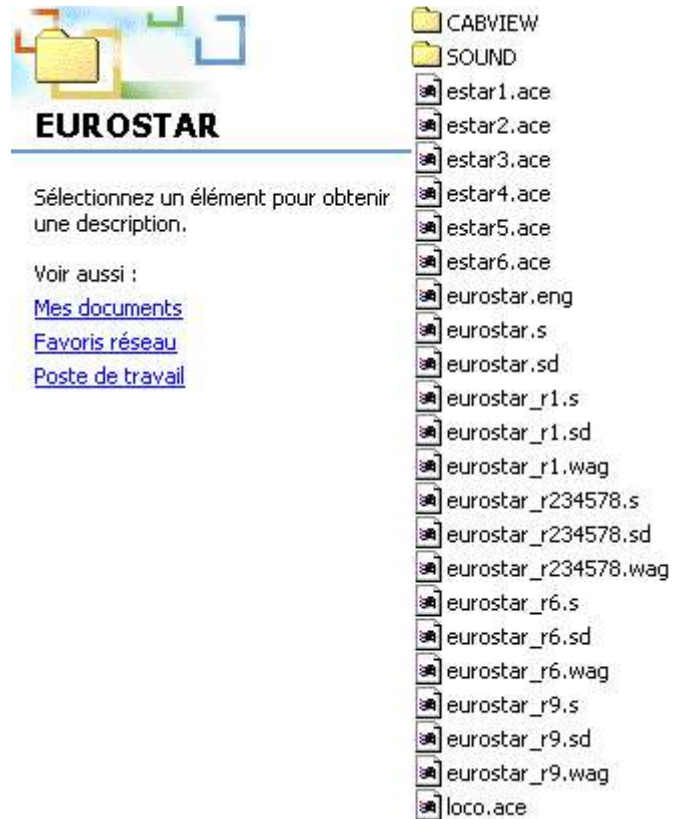 EUROSTAR
Sélectionnez un élément pour obtenir
une description.
Voir aussi :
Mes documents
Favoris réseau
Poste de travail
CABVIEW
SOUND
estar1.ace
estar2.ace
estar3.ace
estar4.ace
estar5.ace
estar6.ace
eurostar.eng
eurostar.s
eurostar.sd
eurostar_r1.s
eurostar_r1.sd
eurostar_r1.wag
eurostar_r234578.s
eurostar_r234578.sd
eurostar_r234578.wag
eurostar_r6.s
eurostar_r6.sd
eurostar_r6.wag
eurostar_r9.s
eurostar_r9.sd
eurostar_r9.wag
loco.ace